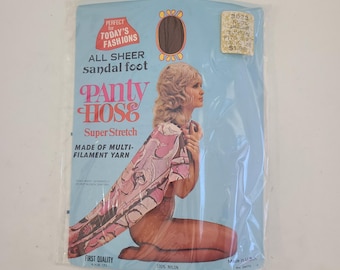 PERFECT
for
TODAY'S
FASHIONS
ALL SHEER
sandal foot
PANTY
HOSE
Super Stretch
MADE OF MULTI-
FILAMENT YARN
FIRST QUALITY
100% NYLON